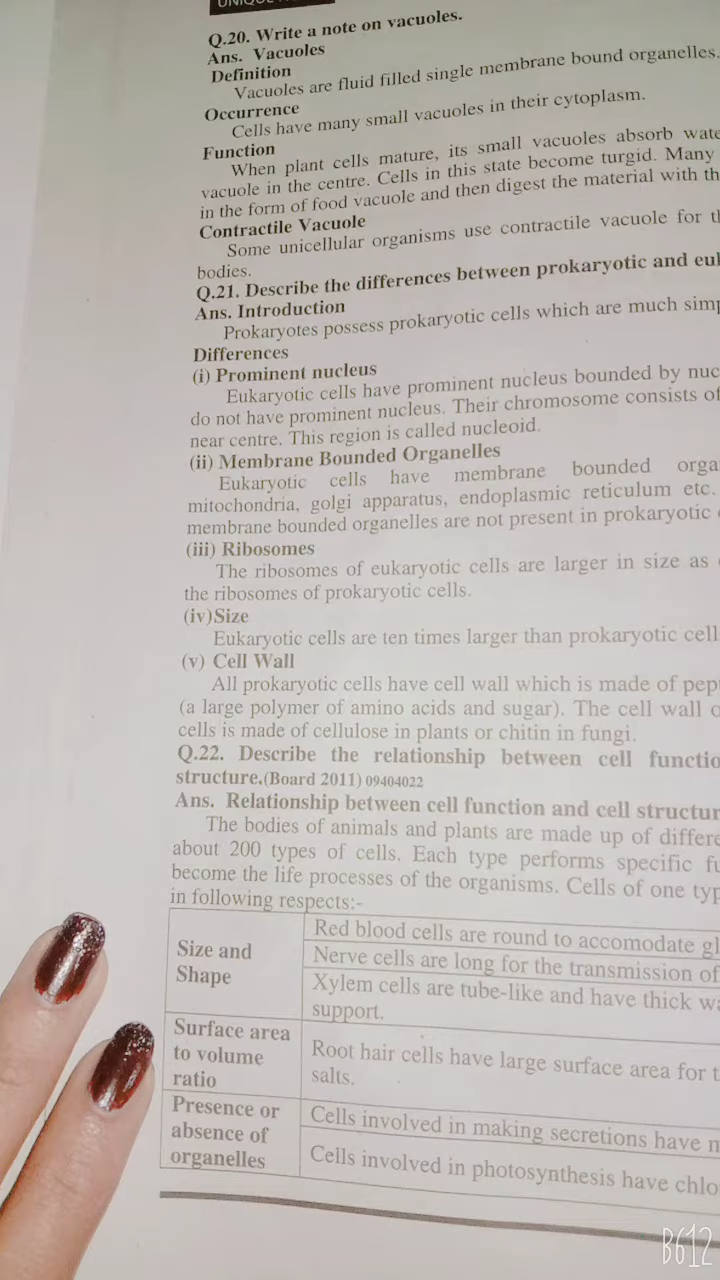 Q.20. Write a note on vacuoles.
Ans. Vacuoles
Definition
Vacuoles are fluid filled single membrane bound organelles.
Occurrence
Cells have many small vacuoles in their cytoplasm.
Function
When plant cells mature, its small vacuoles absorb
vacuole in the centre. Cells in this state become turgid. Many
in the form of food vacuole and then digest the material with
Contractile Vacuole
Some unicellular organisms use contractile vacuole for
bodies.
Q.21. Describe the differences between prokaryotic and
Ans. Introduction
Prokaryotes possess prokaryotic cells which are much
Differences
(i) Prominent nucleus
Eukaryotic cells have prominent nucleus bounded by
do not have prominent nucleus. Their chromosome consists of
near centre. This region is called nucleoid.
(ii) Membrane Bounded Organelles
Eukaryotic cells have membrane bounded
mitochondria, golgi apparatus, endoplasmic reticulum etc.
membrane bounded organelles are not present in prokaryotic
(iii) Ribosomes
The ribosomes of eukaryotic cells are larger in size as
the ribosomes of prokaryotic cells.
(iv)Size
Eukaryotic cells are ten times larger than prokaryotic
(v) Cell Wall
All prokaryotic cells have cell wall which is made of
(a large polymer of amino acids and sugar). The cell wall
cells is made of cellulose in plants or chitin in fungi.
Q.22. Describe the relationship between cell
structure.(Board 2011) 09404022
Ans. Relationship between cell function and cell
The bodies of animals and plants are made up of
about 200 types of cells. Each type performs specific
become the life processes of the organisms. Cells of one
in following respects:-
Size and
Shape
Red blood cells are round to accomodate
Nerve cells are long for the transmission of
Xylem cells are tube-like and have thick
support.
Surface area
to volume
ratio
Root hair cells have large surface area for
salts.
Presence or
absence of
organelles
Cells involved in making secretions have
Cells involved in photosynthesis have
B612